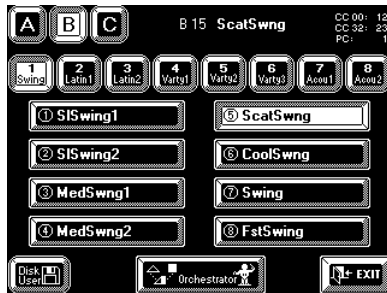 A B C B 15 ScatSwng CC 00: 12
CC 32: 23
PC: 1
1 2 3 4 5 6 7 8
Swing Latin1 Latin2 Varty1 Varty2 Varty3 Acou1 Acou2
① SlSwing1 ⑤ ScatSwng
② SlSwing2 ⑥ CoolSwng
③ MedSwng1 ⑦ Swing
④ MedSwng2 ⑧ FstSwing
Disk
User Orchestrator EXIT